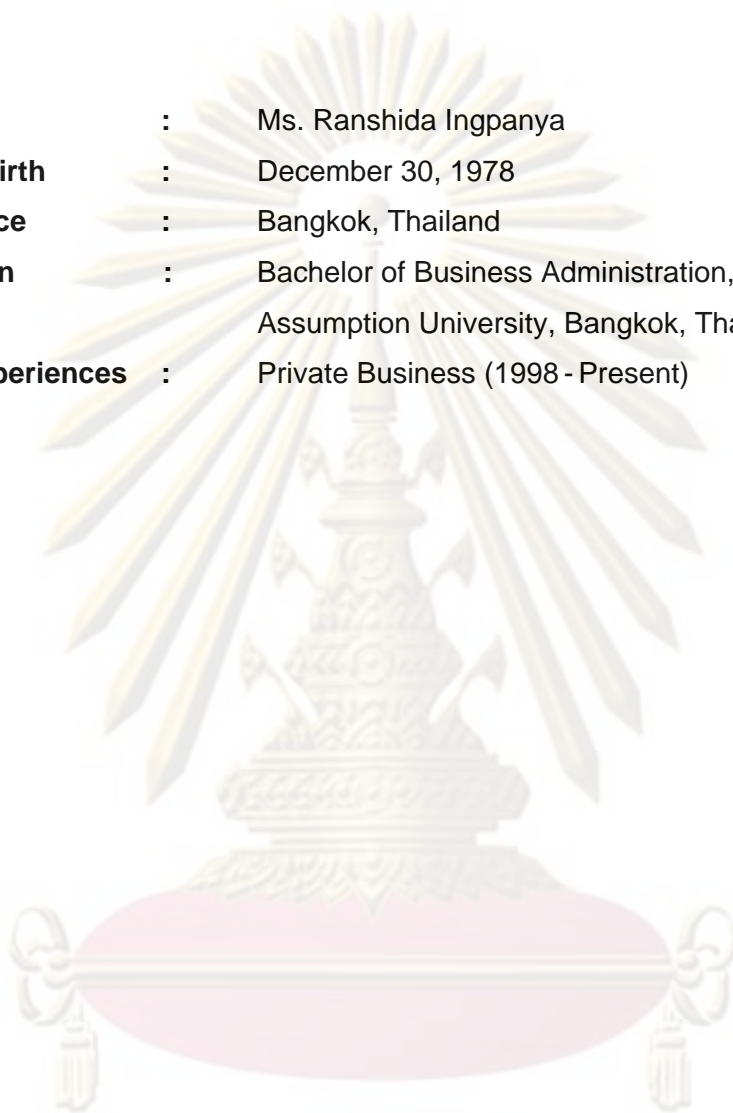 : Ms. Ranshida Ingpanya
irth : December 30, 1978
ce : Bangkok, Thailand
n : Bachelor of Business Administration,
Assumption University, Bangkok, Tha
periences : Private Business (1998 - Present)